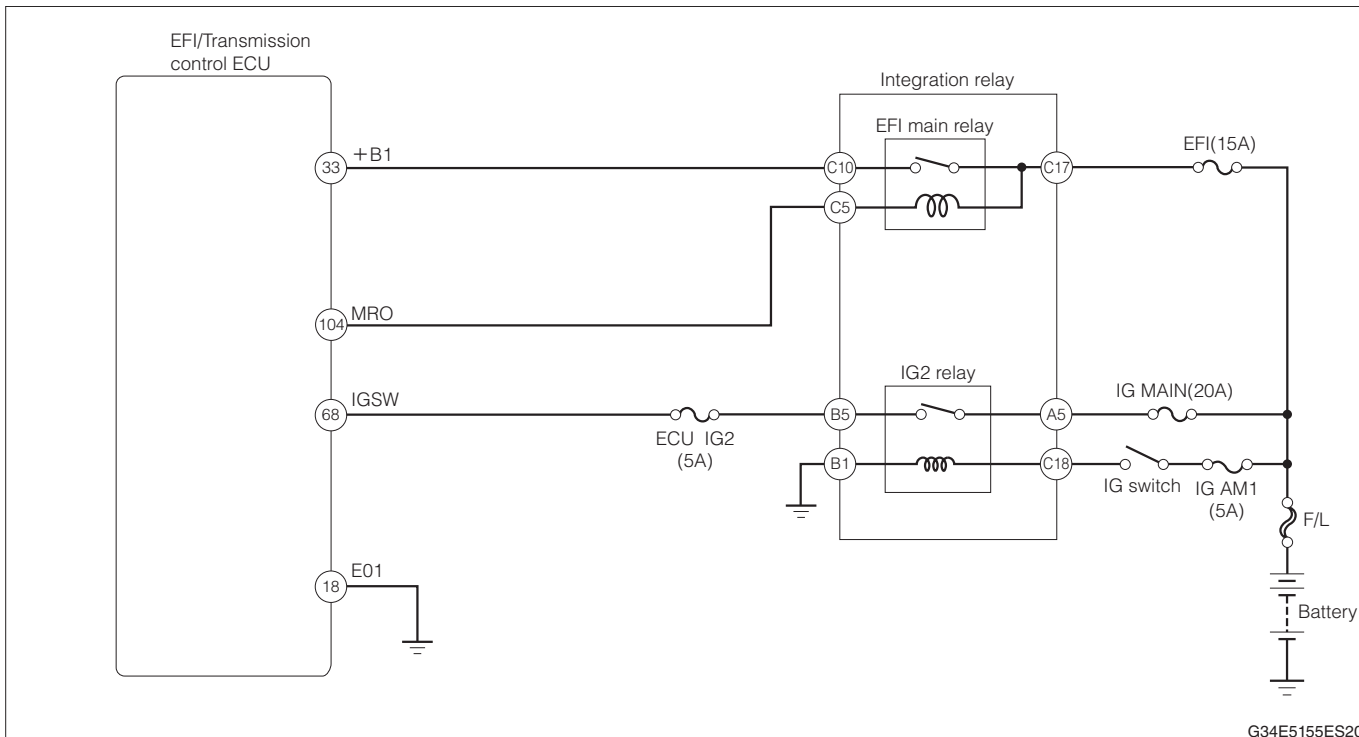 EFI/Transmission
control ECU
Integration relay
EFI main relay
EFI(15A)
33
+B1
C10
C17
C5
104
MRO
IG2 relay
IG MAIN(20A)
68
IGSW
ECU IG2
(5A)
B5
A5
B1
C18
IG switch
IG AM1
(5A)
F/L
18
E01
Battery
G34E5155ES20